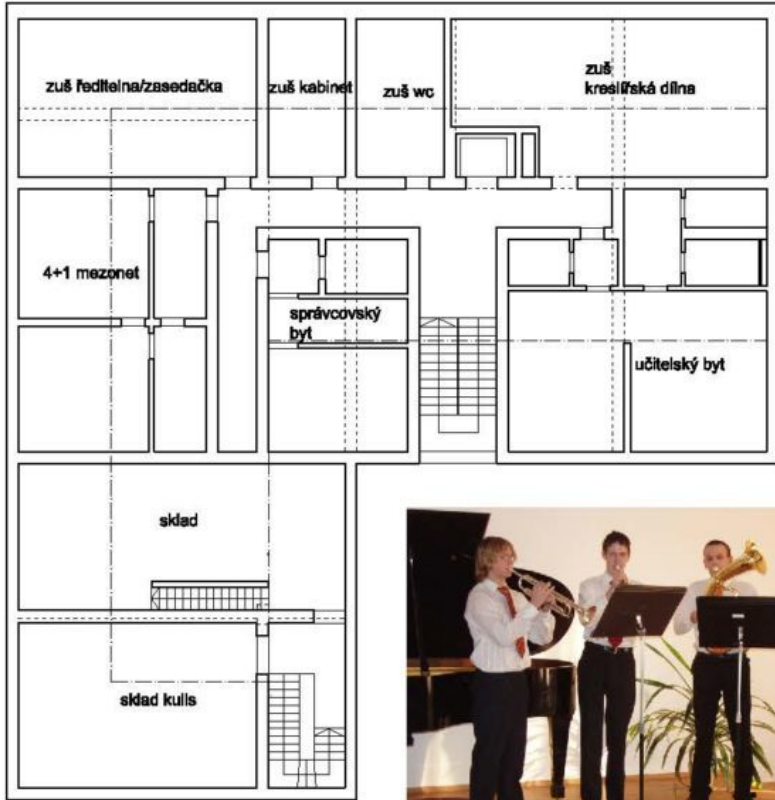 zuš ředitelna/zasedačka
zuš kabinet
zuš wc
zuš
kreslířská dílna
4+1 mezonet
správcovský
byt
učitelský byt
sklad
sklad kulis